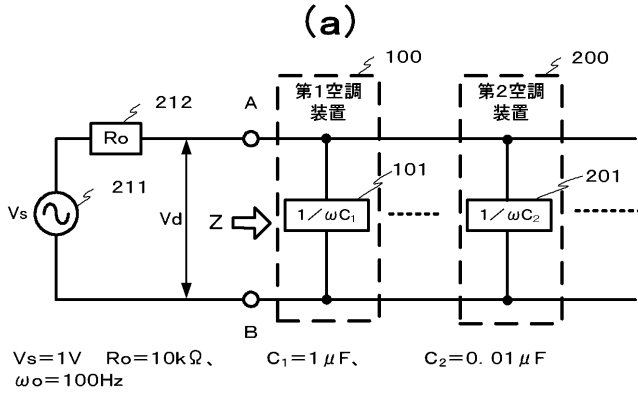 (a)
100
200
212
A
第1空調
装置
第2空調
装置
Ro
211
101
201
Vs
Vd
Z
1/ωC₁
1/ωC₂
B
Vs=1V Ro=10kΩ、 C₁=1μF、 C₂=0.01μF
ωo=100Hz